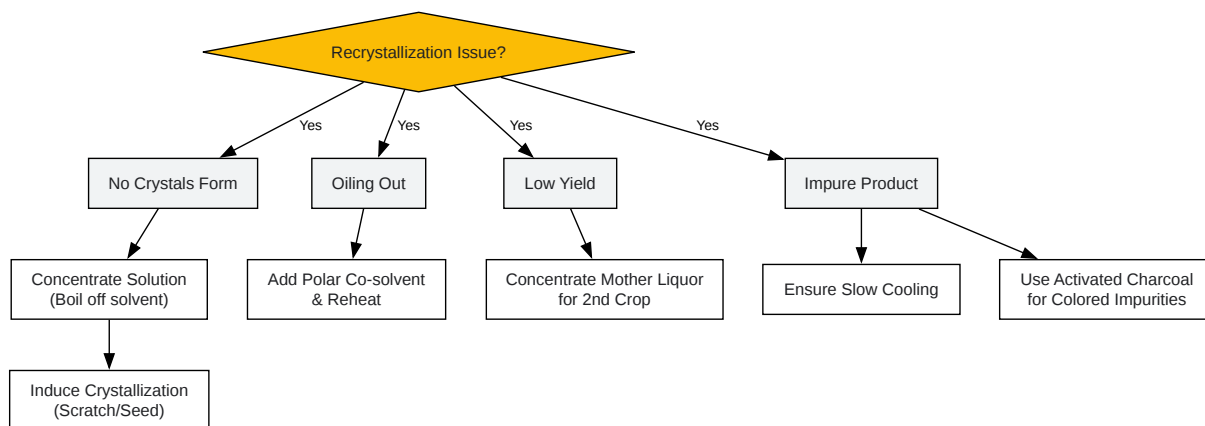 Recrystallization Issue?
Yes
Yes
Yes
Yes
No Crystals Form
Oiling Out
Low Yield
Impure Product
Concentrate Solution
(Boil off solvent)
Add Polar Co-solvent
& Reheat
Concentrate Mother Liquor
for 2nd Crop
Ensure Slow Cooling
Use Activated Charcoal
for Colored Impurities
Induce Crystallization
(Scratch/Seed)